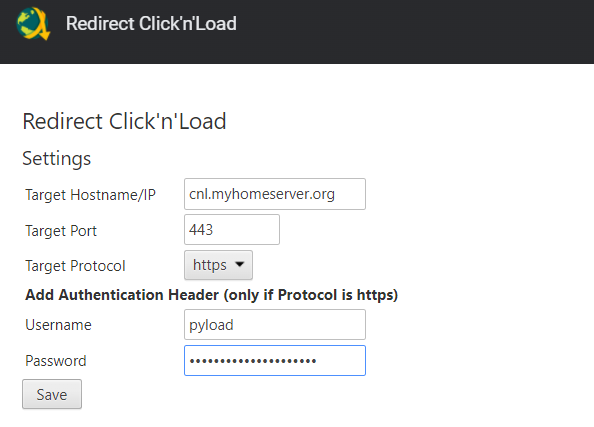 Redirect Click'n'Load
Redirect Click'n'Load
Settings
Target Hostname/IP cnl.myhomeserver.org
Target Port 443
Target Protocol https
Add Authentication Header (only if Protocol is https)
Username pyload
Password •••••••••••••••••••••
Save